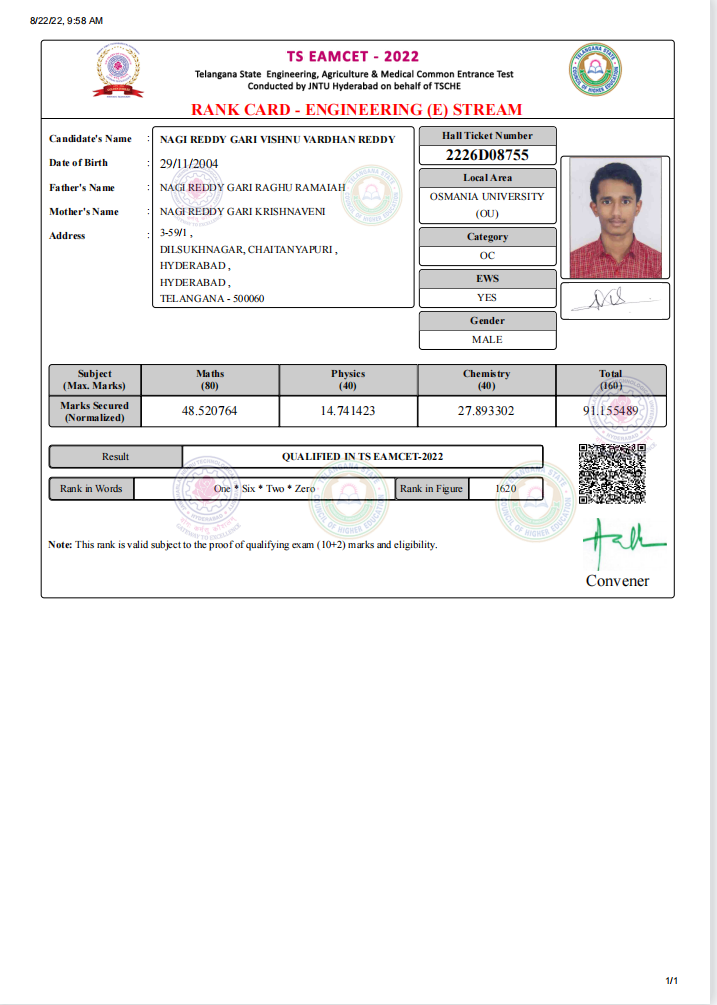 8/22/22, 9:58 AM
TS EAMCET - 2022
Telangana State Engineering, Agriculture & Medical Common Entrance Test
Conducted by JNTU Hyderabad on behalf of TSCHE
RANK CARD - ENGINEERING (E) STREAM
Candidate's Name : NAGI REDDY GARI VISHNU VARDHAN REDDY
Date of Birth : 29/11/2004
Father's Name : NAGI REDDY GARI RAGHU RAMAIAH
Mother's Name : NAGI REDDY GARI KRISHNAVENI
Address : 3-59/1 ,
DILSUKHNAGAR, CHAITANYAPURI ,
HYDERABAD ,
HYDERABAD ,
TELANGANA - 500060
Hall Ticket Number
2226D08755
Local Area
OSMANIA UNIVERSITY
(OU)
Category
OC
EWS
YES
Gender
MALE
Subject (Max. Marks) Maths (80) Physics (40) Chemistry (40) Total (160)
Marks Secured (Normalized) 48.520764 14.741423 27.893302 91.155489
Result QUALIFIED IN TS EAMCET-2022
Rank in Words One * Six * Two * Zero Rank in Figure 1620
Note: This rank is valid subject to the proof of qualifying exam (10+2) marks and eligibility.
Convener
1/1